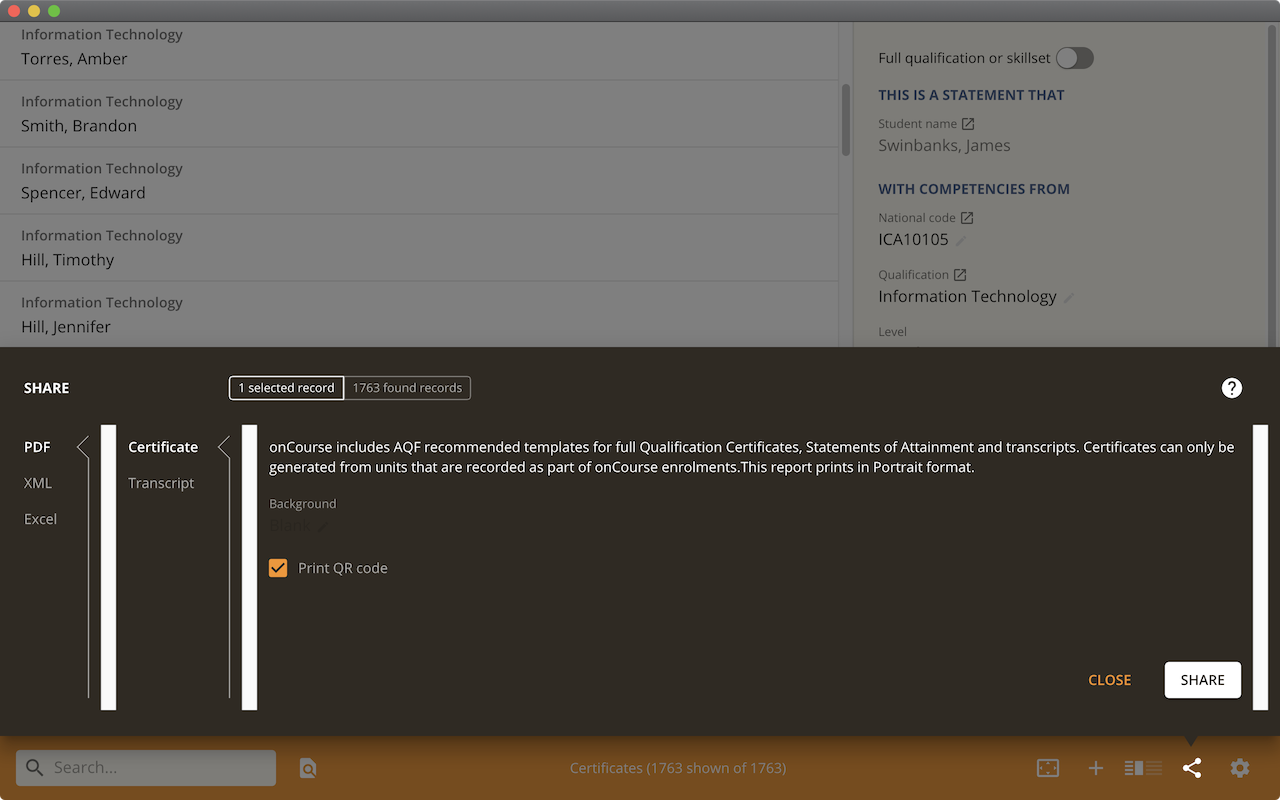 Information Technology
Torres, Amber
Information Technology
Smith, Brandon
Information Technology
Spencer, Edward
Information Technology
Hill, Timothy
Information Technology
Hill, Jennifer
Full qualification or skillset
THIS IS A STATEMENT THAT
Student name
Swinbanks, James
WITH COMPETENCIES FROM
National code
ICA10105
Qualification
Information Technology
Level
SHARE
1 selected record
1763 found records
PDF
XML
Excel
Certificate
Transcript
onCourse includes AQF recommended templates for full Qualification Certificates, Statements of Attainment and transcripts. Certificates can only be
generated from units that are recorded as part of onCourse enrolments.This report prints in Portrait format.
Background
Blank
Print QR code
CLOSE
SHARE
Search...
Certificates (1763 shown of 1763)